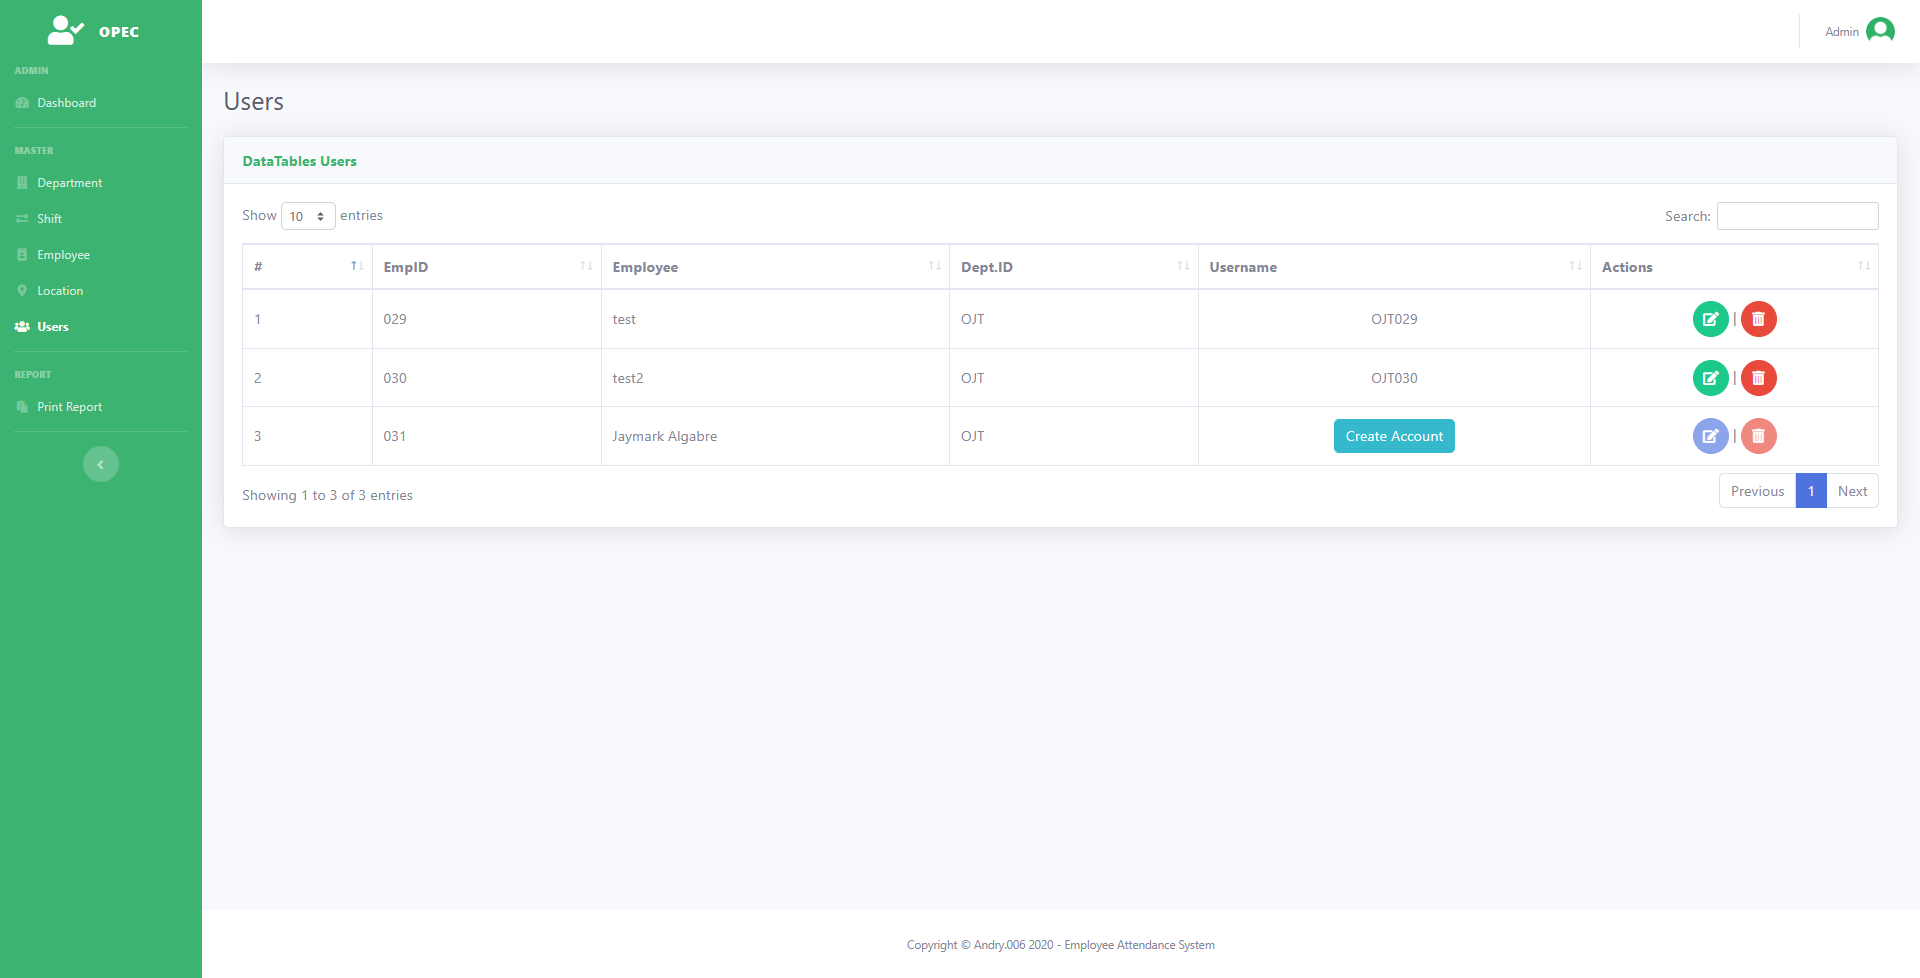 OPEC
Admin
ADMIN
Dashboard
MASTER
Department
Shift
Employee
Location
Users
REPORT
Print Report
Users
DataTables Users
Show 10 entries
Search:
# EmpID Employee Dept.ID Username Actions
1 029 test OJT OJT029 |
2 030 test2 OJT OJT030 |
3 031 Jaymark Algabre OJT Create Account |
Showing 1 to 3 of 3 entries
Previous 1 Next
Copyright © Andry.006 2020 - Employee Attendance System